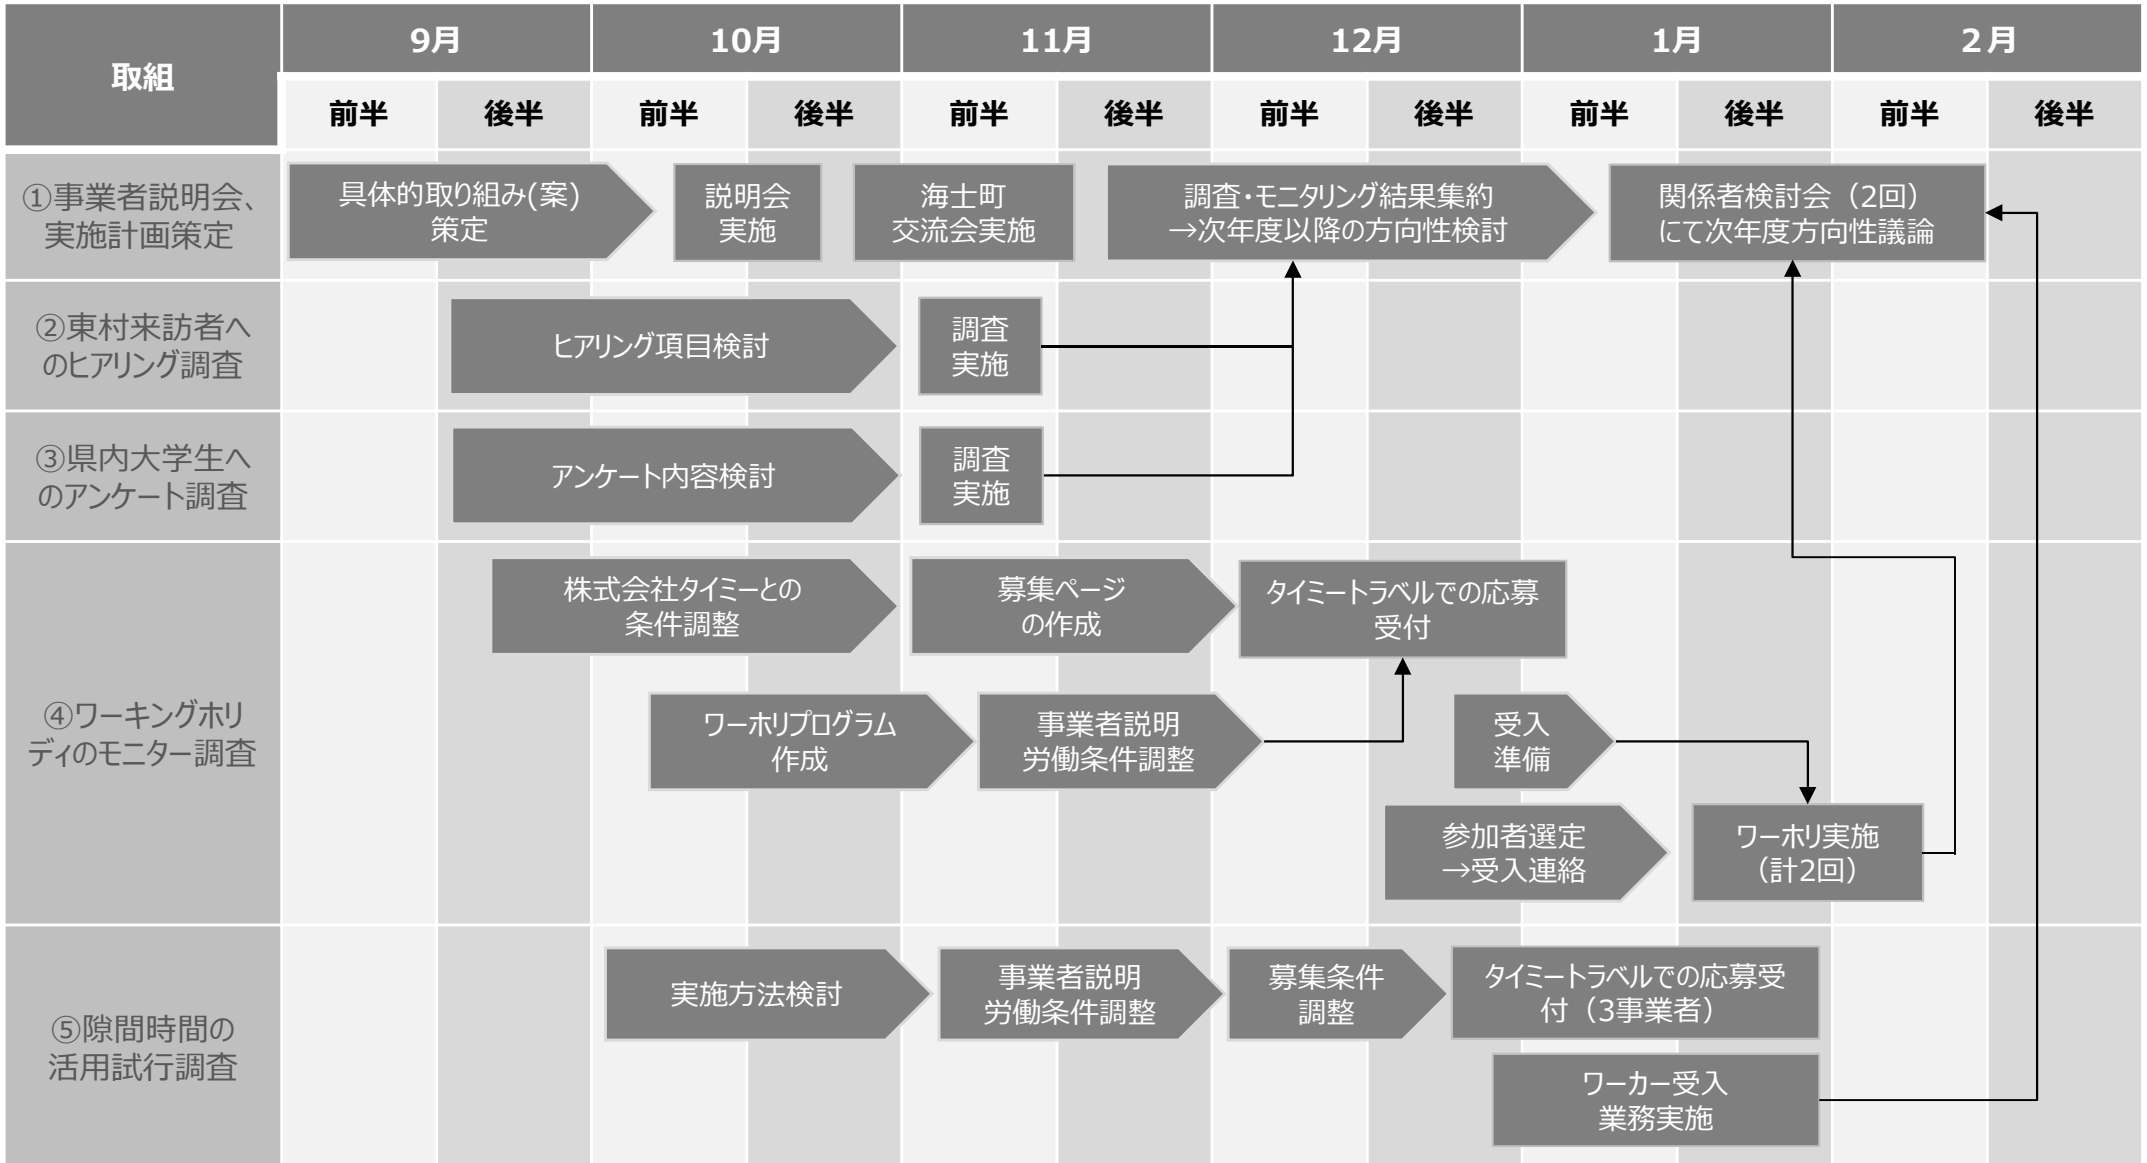 取組
9月
10月
11月
12月
1月
2月
前半
後半
前半
後半
前半
後半
前半
後半
前半
後半
前半
後半
①事業者説明会、
実施計画策定
具体的取り組み(案)
策定
説明会
実施
海士町
交流会実施
調査・モニタリング結果集約
→次年度以降の方向性検討
関係者検討会（2回）
にて次年度方向性議論
②東村来訪者へ
のヒアリング調査
ヒアリング項目検討
調査
実施
③県内大学生へ
のアンケート調査
アンケート内容検討
調査
実施
④ワーキングホリ
ディのモニター調査
株式会社タイミーとの
条件調整
募集ページ
の作成
タイミートラベルでの応募
受付
ワーホリプログラム
作成
事業者説明
労働条件調整
受入
準備
参加者選定
→受入連絡
ワーホリ実施
（計2回）
⑤隙間時間の
活用試行調査
実施方法検討
事業者説明
労働条件調整
募集条件
調整
タイミートラベルでの応募受
付（3事業者）
ワーカー受入
業務実施